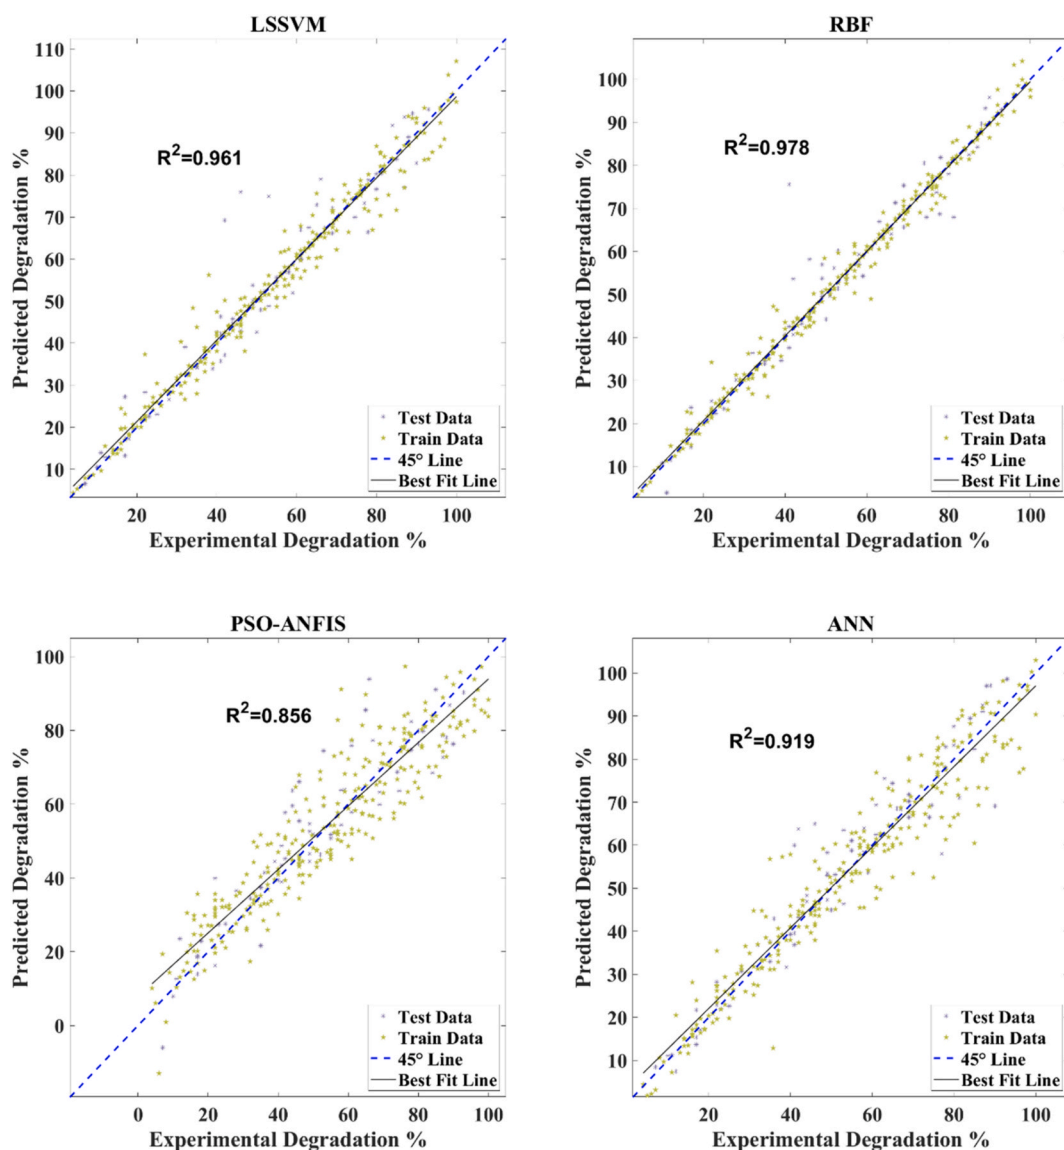 LSSVM
110
100
90
80
70
60
50
40
30
20
10
Predicted Degradation %
R²=0.961
Test Data
Train Data
45° Line
Best Fit Line
20 40 60 80 100
Experimental Degradation %
RBF
100
90
80
70
60
50
40
30
20
10
Predicted Degradation %
R²=0.978
Test Data
Train Data
45° Line
Best Fit Line
20 40 60 80 100
Experimental Degradation %
PSO-ANFIS
100
80
60
40
20
0
Predicted Degradation %
R²=0.856
Test Data
Train Data
45° Line
Best Fit Line
0 20 40 60 80 100
Experimental Degradation %
ANN
100
90
80
70
60
50
40
30
20
10
Predicted Degradation %
R²=0.919
Test Data
Train Data
45° Line
Best Fit Line
20 40 60 80 100
Experimental Degradation %